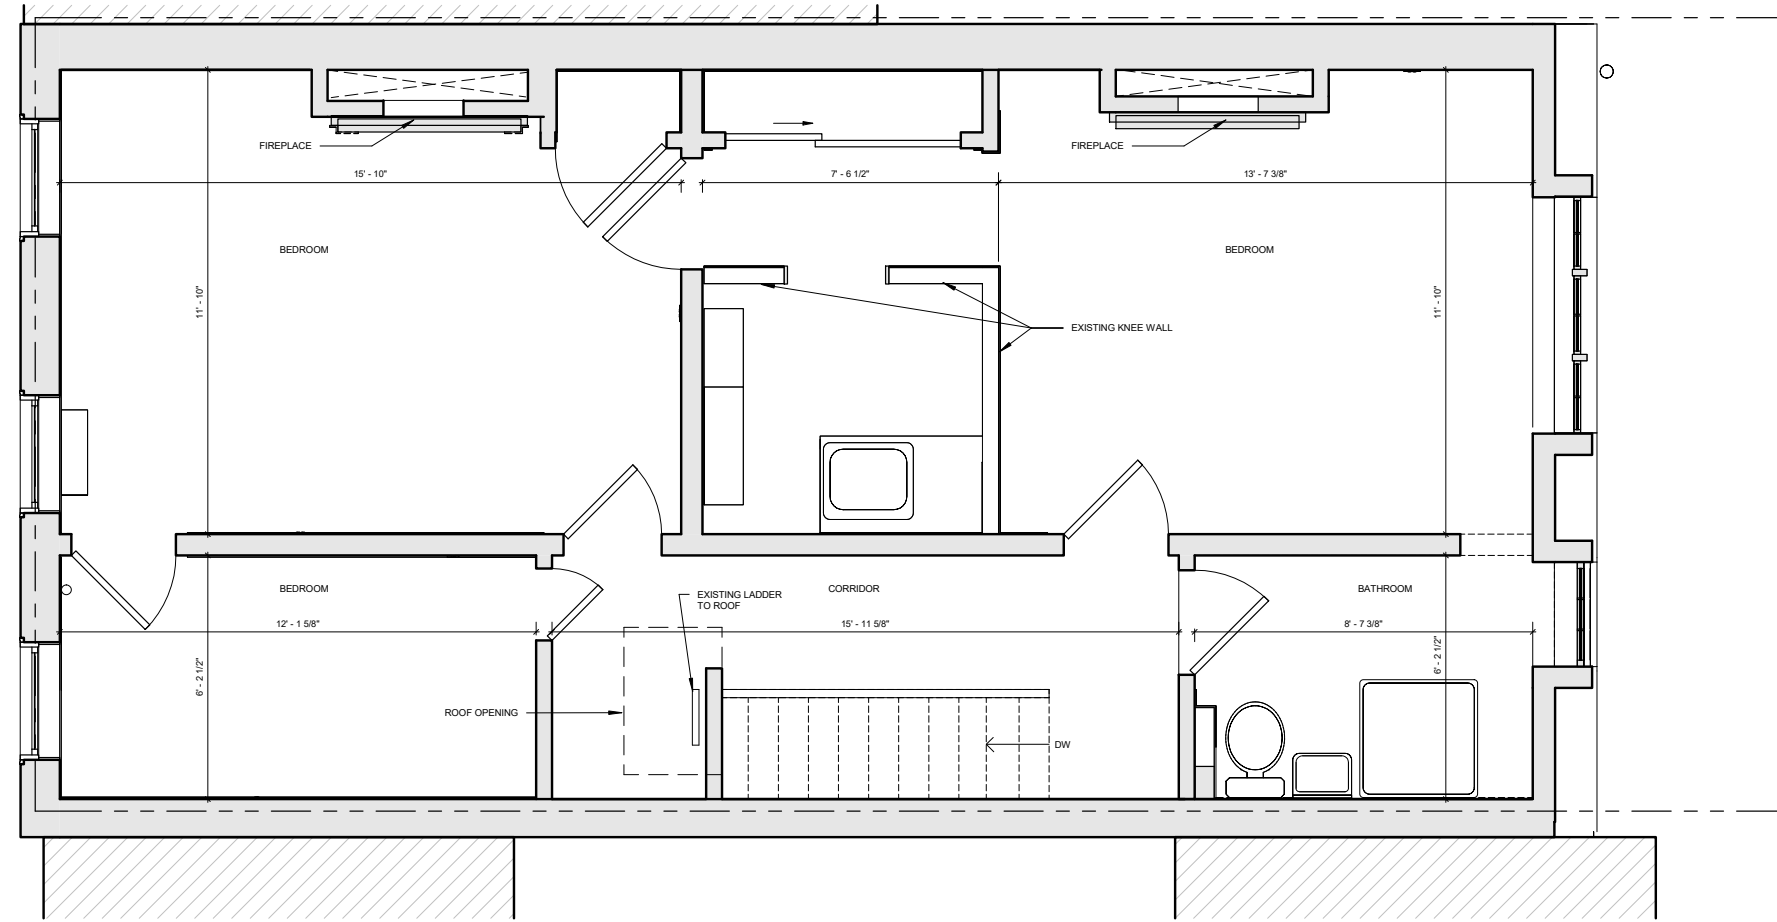 FIREPLACE
FIREPLACE
15' - 10"
7' - 6 1/2"
13' - 7 3/8"
BEDROOM
BEDROOM
11' - 10"
11' - 10"
EXISTING KNEE WALL
BEDROOM
EXISTING LADDER
TO ROOF
CORRIDOR
BATHROOM
12' - 1 5/8"
15' - 11 5/8"
8' - 7 3/8"
6' - 2 1/2"
6' - 2 1/2"
ROOF OPENING
DW